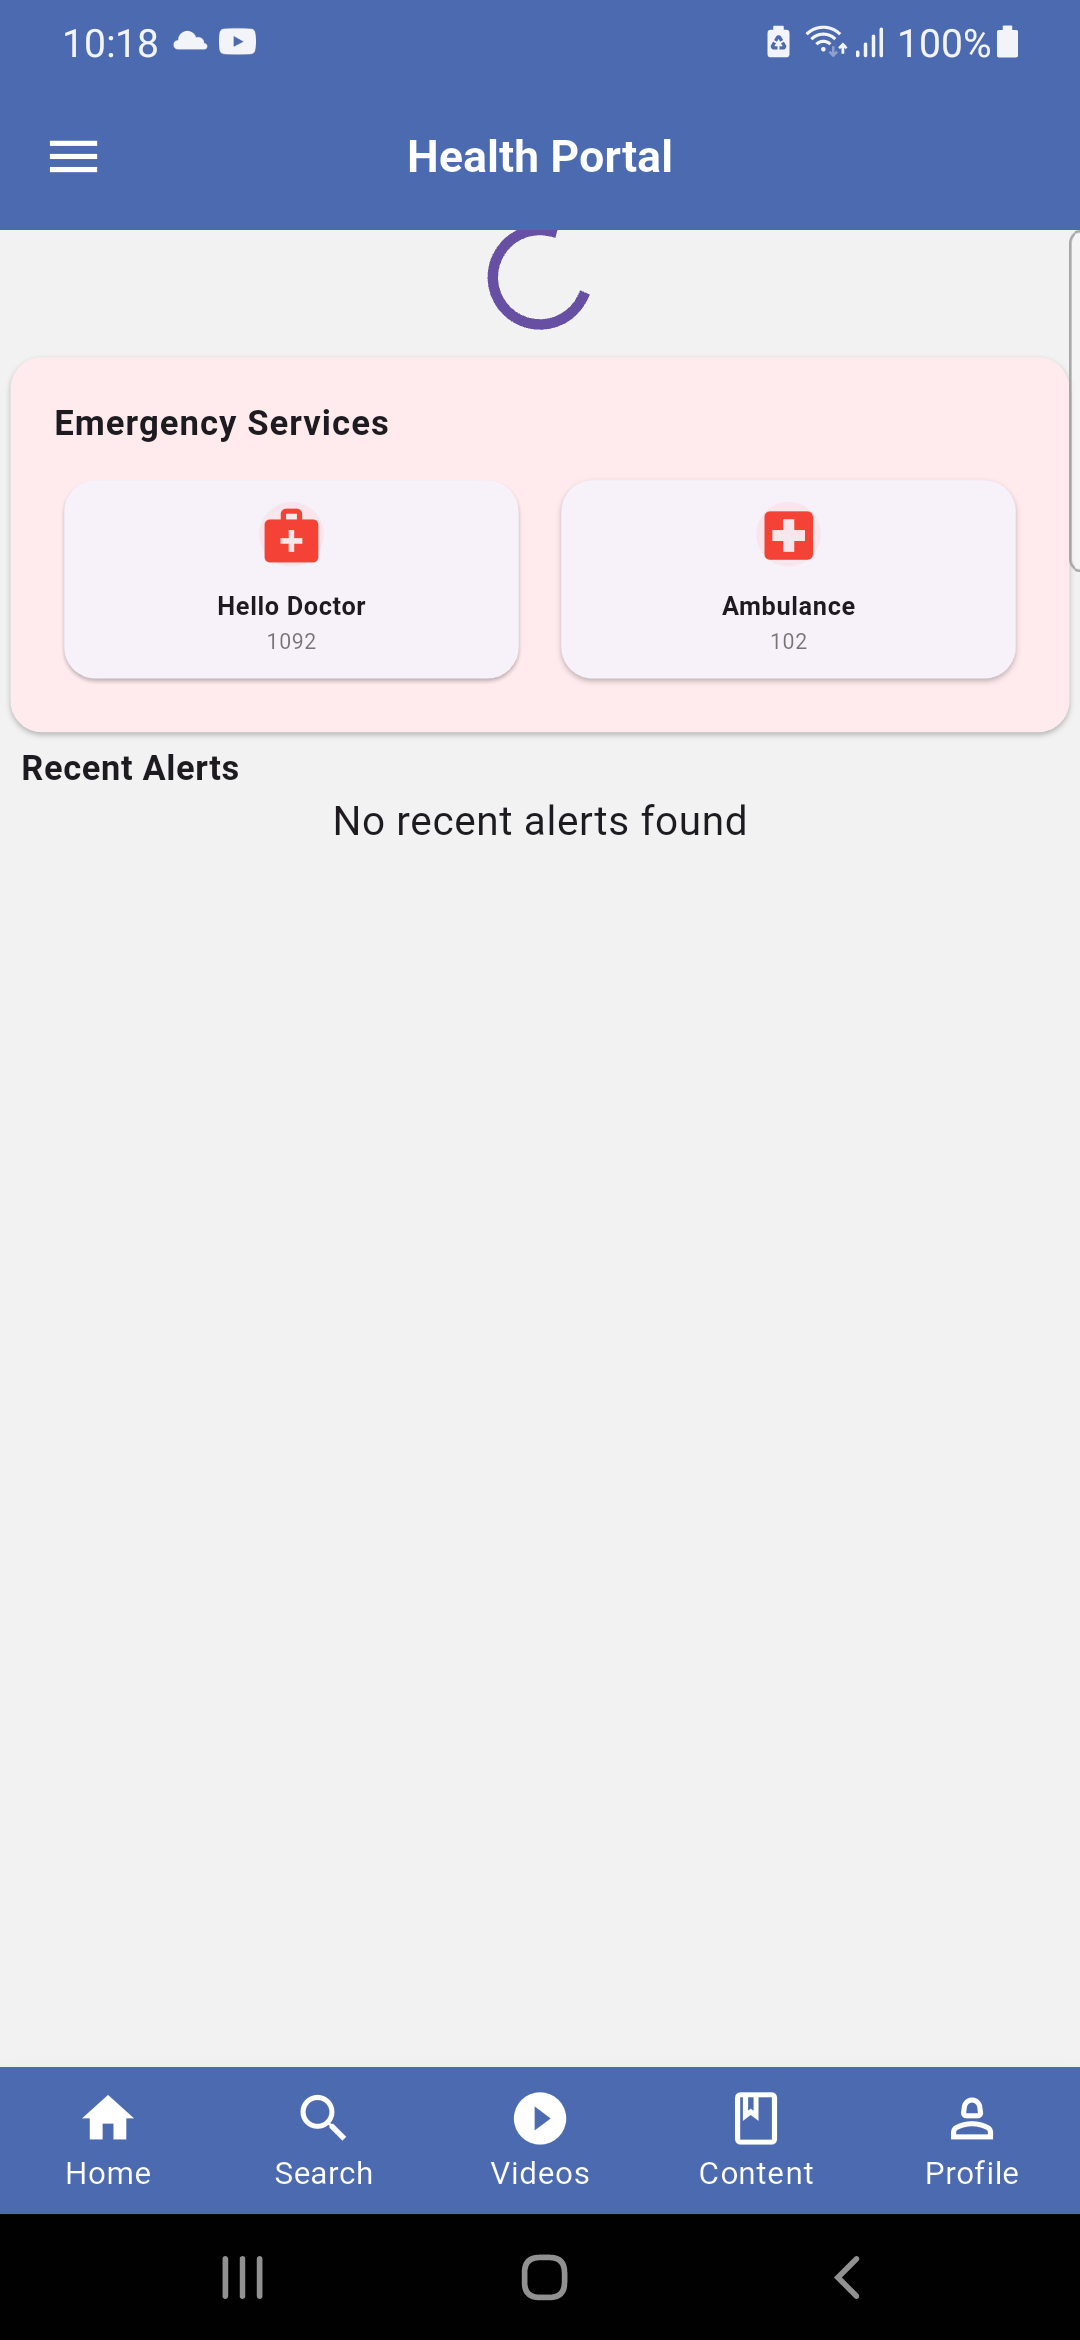 10:18
100%
Health Portal
Emergency Services
Hello Doctor
1092
Ambulance
102
Recent Alerts
No recent alerts found
Home
Search
Videos
Content
Profile